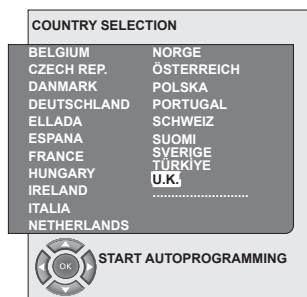 COUNTRY SELECTION
BELGIUM
CZECH REP.
DANMARK
DEUTSCHLAND
ELLADA
ESPANA
FRANCE
HUNGARY
IRELAND
ITALIA
NETHERLANDS
NORGE
ÖSTERREICH
POLSKA
PORTUGAL
SCHWEIZ
SUOMI
SVERIGE
TÜRKİYE
U.K.
..........................
OK
START AUTOPROGRAMMING